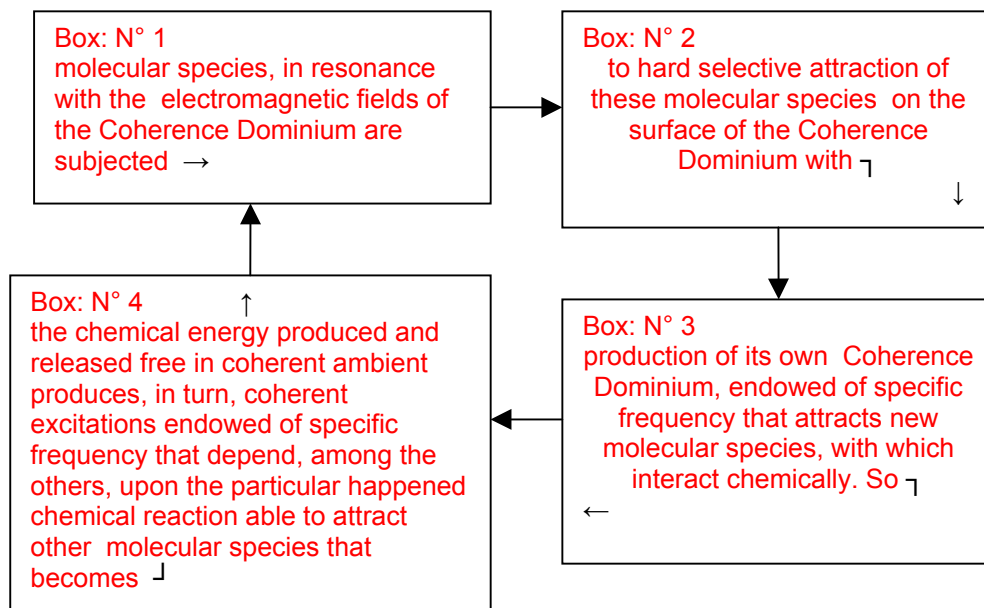 Box: N° 1
molecular species, in resonance
with the electromagnetic fields of
the Coherence Dominium are
subjected →
Box: N° 2
to hard selective attraction of
these molecular species on the
surface of the Coherence
Dominium with ┐
↓
Box: N° 3
production of its own Coherence
Dominium, endowed of specific
frequency that attracts new
molecular species, with which
interact chemically. So ┐
←
Box: N° 4
↑
the chemical energy produced and
released free in coherent ambient
produces, in turn, coherent
excitations endowed of specific
frequency that depend, among the
others, upon the particular happened
chemical reaction able to attract
other molecular species that
becomes ┘